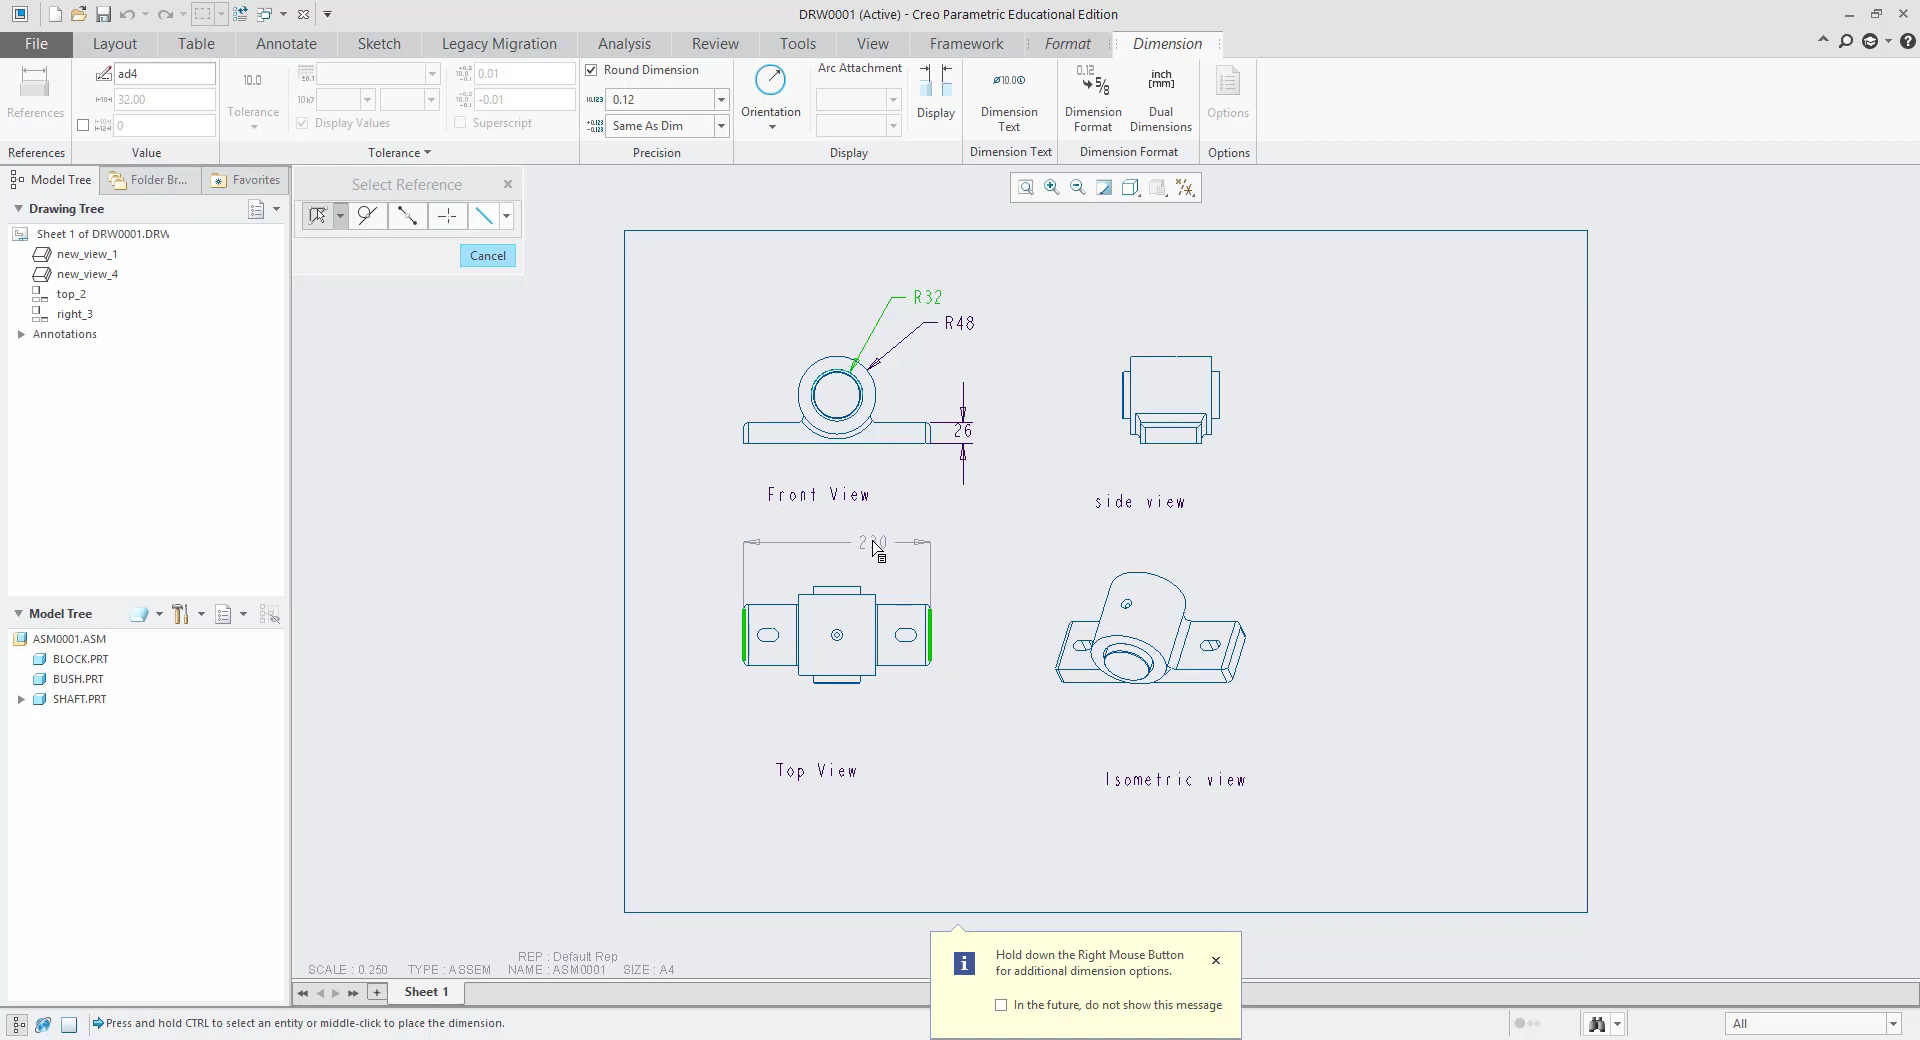 DRW0001 (Active) - Creo Parametric Educational Edition
File Layout Table Annotate Sketch Legacy Migration Analysis Review Tools View Framework Format Dimension
References
References
ad4
32.00
0
Value
10.0
Tolerance
0.01
-0.01
Display Values
Superscript
Tolerance
Round Dimension
0.12
Same As Dim
Precision
Orientation
Arc Attachment
Display
Display
Dimension Text
Dimension Text
Dimension Format
inch [mm]
Dual Dimensions
Dimension Format
Options
Options
Model Tree Folder Br... Favorites
Drawing Tree
Sheet 1 of DRW0001.DRW
new_view_1
new_view_4
top_2
right_3
Annotations
Select Reference
Cancel
R32
R48
26
Front View
side view
Top View
Isometric view
Model Tree
ASM0001.ASM
BLOCK.PRT
BUSH.PRT
SHAFT.PRT
REP : Default Rep
SCALE : 0.250 TYPE : ASSEM NAME : ASM0001 SIZE : A4
Sheet 1
Hold down the Right Mouse Button
for additional dimension options.
In the future, do not show this message
Press and hold CTRL to select an entity or middle-click to place the dimension.
All